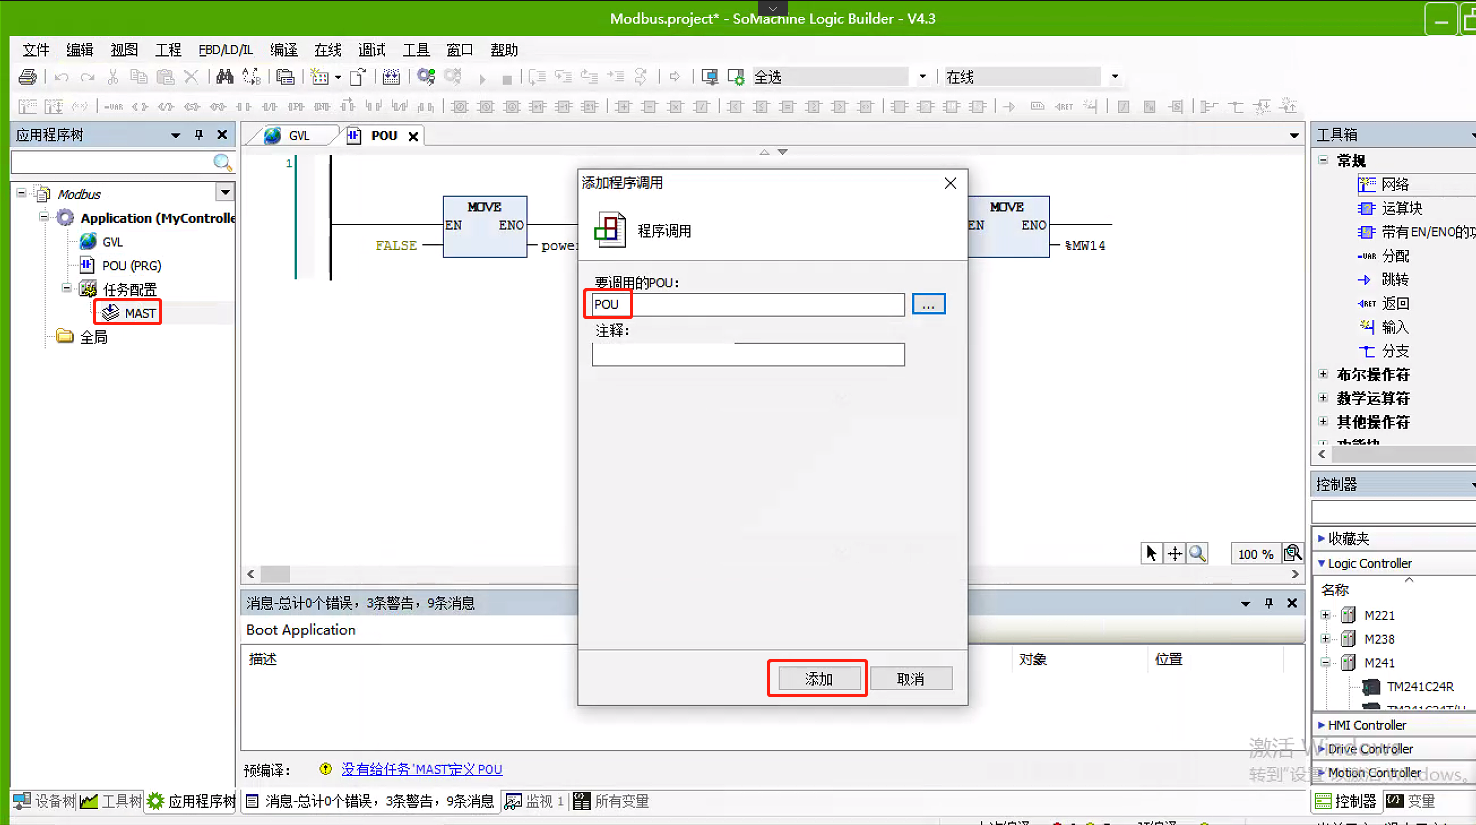 Modbus.project* - SoMachine Logic Builder - V4.3
文件 编辑 视图 工程 FBD/LD/IL 编译 在线 调试 工具 窗口 帮助
全选 在线
应用程序树
GVL
POU
工具箱
Modbus
Application (MyControlle
GVL
POU (PRG)
任务配置
MAST
全局
1
MOVE
EN ENO
FALSE
power
MOVE
EN ENO
%MW14
添加程序调用
程序调用
要调用的POU:
POU
...
注释:
添加
取消
常规
网络
运算块
带有EN/ENO的功
分配
跳转
返回
输入
分支
布尔操作符
数学运算符
其他操作符
功能块
控制器
收藏夹
Logic Controller
名称
M221
M238
M241
TM241C24R
HMI Controller
Drive Controller
Motion Controller
100 %
消息-总计0个错误，3条警告，9条消息
Boot Application
描述
对象
位置
预编译:
没有给任务'MAST定义POU
激活 Windows
转到"设置"以激活 Windows。
设备树
工具树
应用程序树
消息-总计0个错误，3条警告，9条消息
监视 1
所有变量
控制器
变量